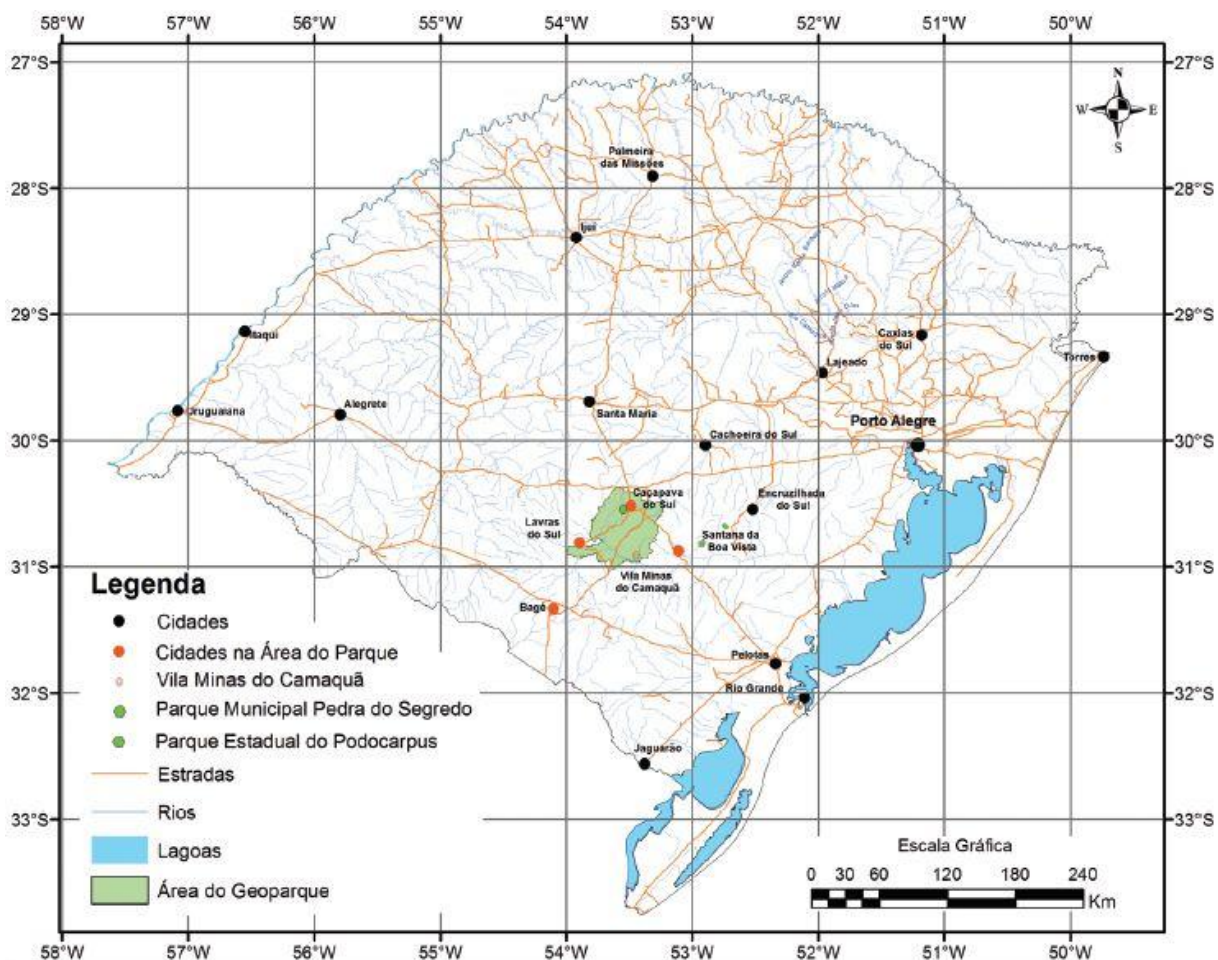 58°W 57°W 56°W 55°W 54°W 53°W 52°W 51°W 50°W
27°S 27°S
N
W E
S
Palmeira
das Missões
28°S 28°S
Ijuí
29°S 29°S
Itaqui
Caxias
do Sul
Torres
Lajeado
Uruguaiana
Alegrete
Santa Maria
Porto Alegre
30°S 30°S
Cachoeira do Sul
Caçapava
do Sul
Encruzilhada
do Sul
Lavras
do Sul
Santana da
Boa Vista
31°S 31°S
Vila Minas
do Camaquã
Bagé
Pelotas
32°S
Rio Grande
Jaguarão
33°S
Legenda
Cidades
Cidades na Área do Parque
Vila Minas do Camaquã
Parque Municipal Pedra do Segredo
Parque Estadual do Podocarpus
Estradas
Rios
Lagoas
Área do Geoparque
Escala Gráfica
0 30 60 120 180 240
Km
58°W 57°W 56°W 55°W 54°W 53°W 52°W 51°W 50°W